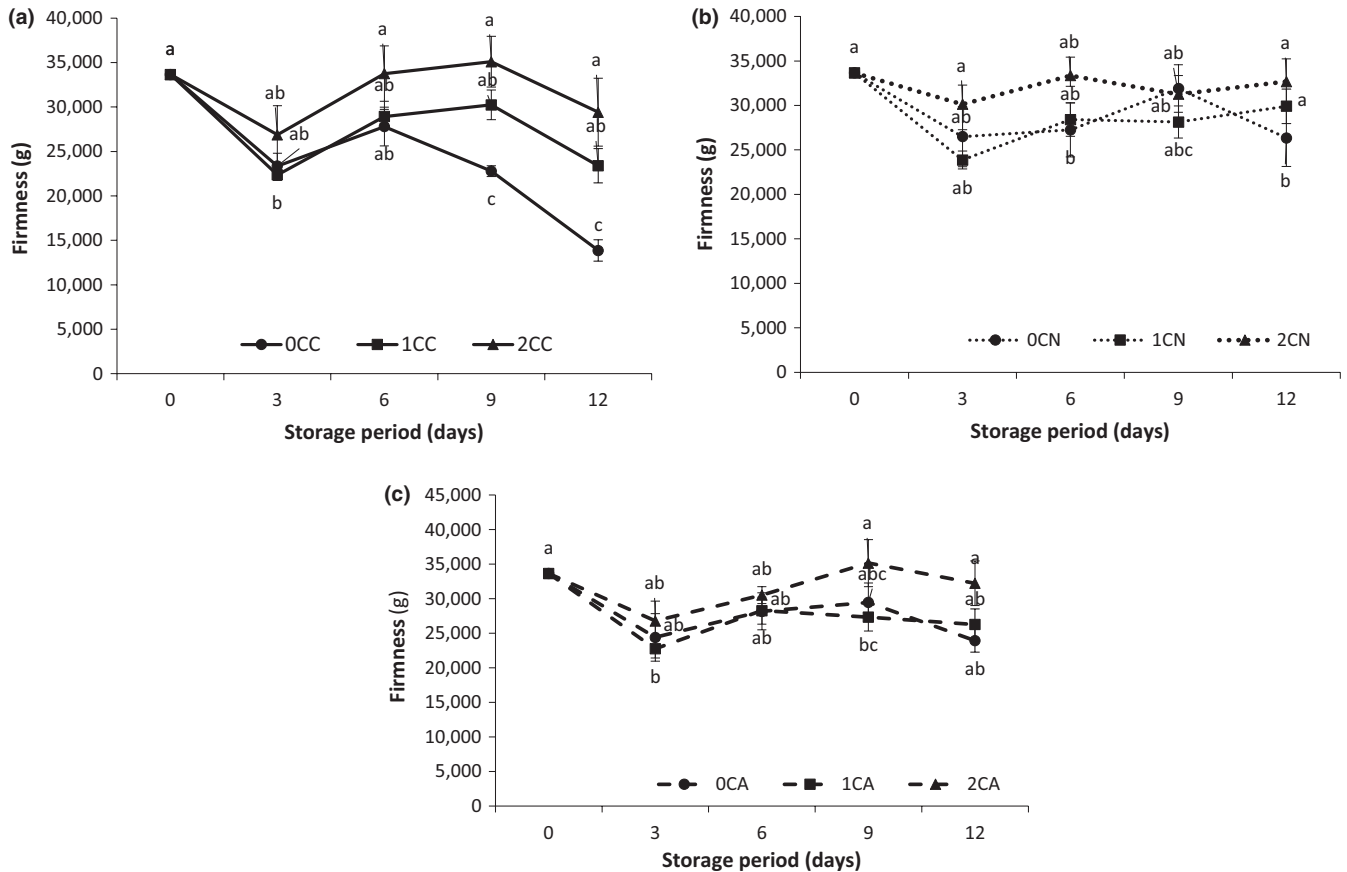 (a)
40,000
35,000
30,000
25,000
20,000
15,000
10,000
5,000
0
Firmness (g)
a
ab
ab
b
a
ab
ab
a
ab
c
a
ab
c
0CC 1CC 2CC
0 3 6 9 12
Storage period (days)
(b)
40,000
35,000
30,000
25,000
20,000
15,000
10,000
5,000
0
Firmness (g)
a
a
ab
ab
ab
ab
b
ab
ab
abc
a
a
b
0CN 1CN 2CN
0 3 6 9 12
Storage period (days)
(c)
45,000
40,000
35,000
30,000
25,000
20,000
15,000
10,000
5,000
0
Firmness (g)
a
ab
ab
b
ab
ab
ab
a
abc
bc
a
ab
ab
0CA 1CA 2CA
0 3 6 9 12
Storage period (days)